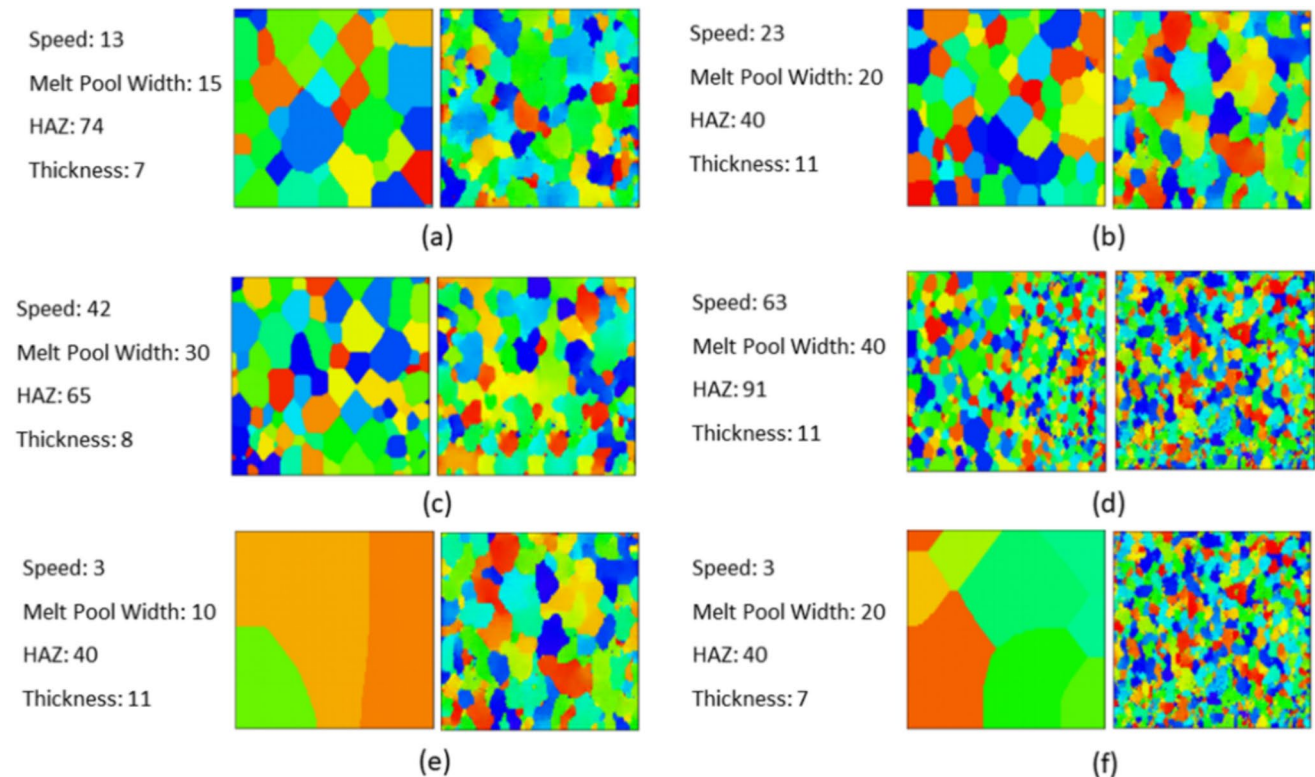 Speed: 13
Melt Pool Width: 15
HAZ: 74
Thickness: 7
(a)
Speed: 23
Melt Pool Width: 20
HAZ: 40
Thickness: 11
(b)
Speed: 42
Melt Pool Width: 30
HAZ: 65
Thickness: 8
(c)
Speed: 63
Melt Pool Width: 40
HAZ: 91
Thickness: 11
(d)
Speed: 3
Melt Pool Width: 10
HAZ: 40
Thickness: 11
(e)
Speed: 3
Melt Pool Width: 20
HAZ: 40
Thickness: 7
(f)